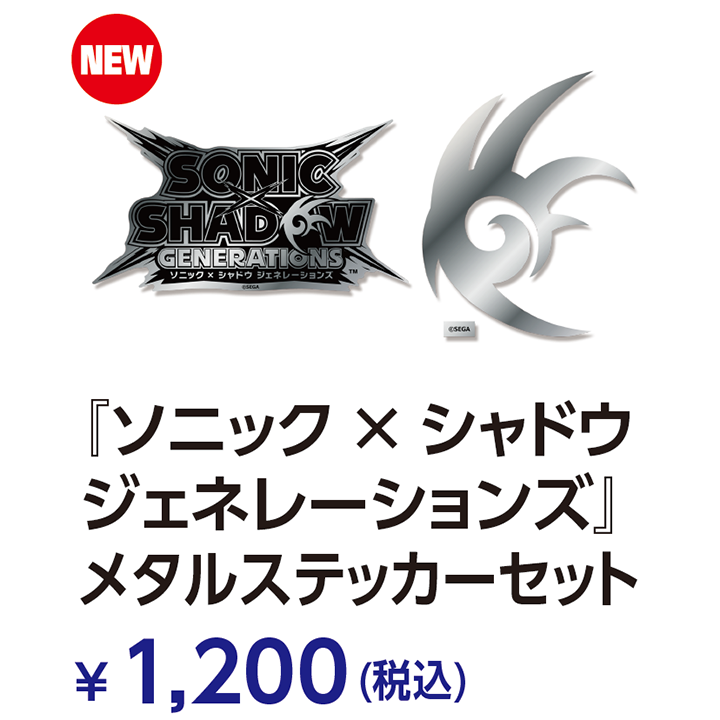 NEW
SONIC
×
SHADOW
GENERATIONS
ソニック × シャドウ ジェネレーションズ
TM
©SEGA
©SEGA
『ソニック × シャドウ
ジェネレーションズ』
メタルステッカーセット
¥ 1,200 (税込)